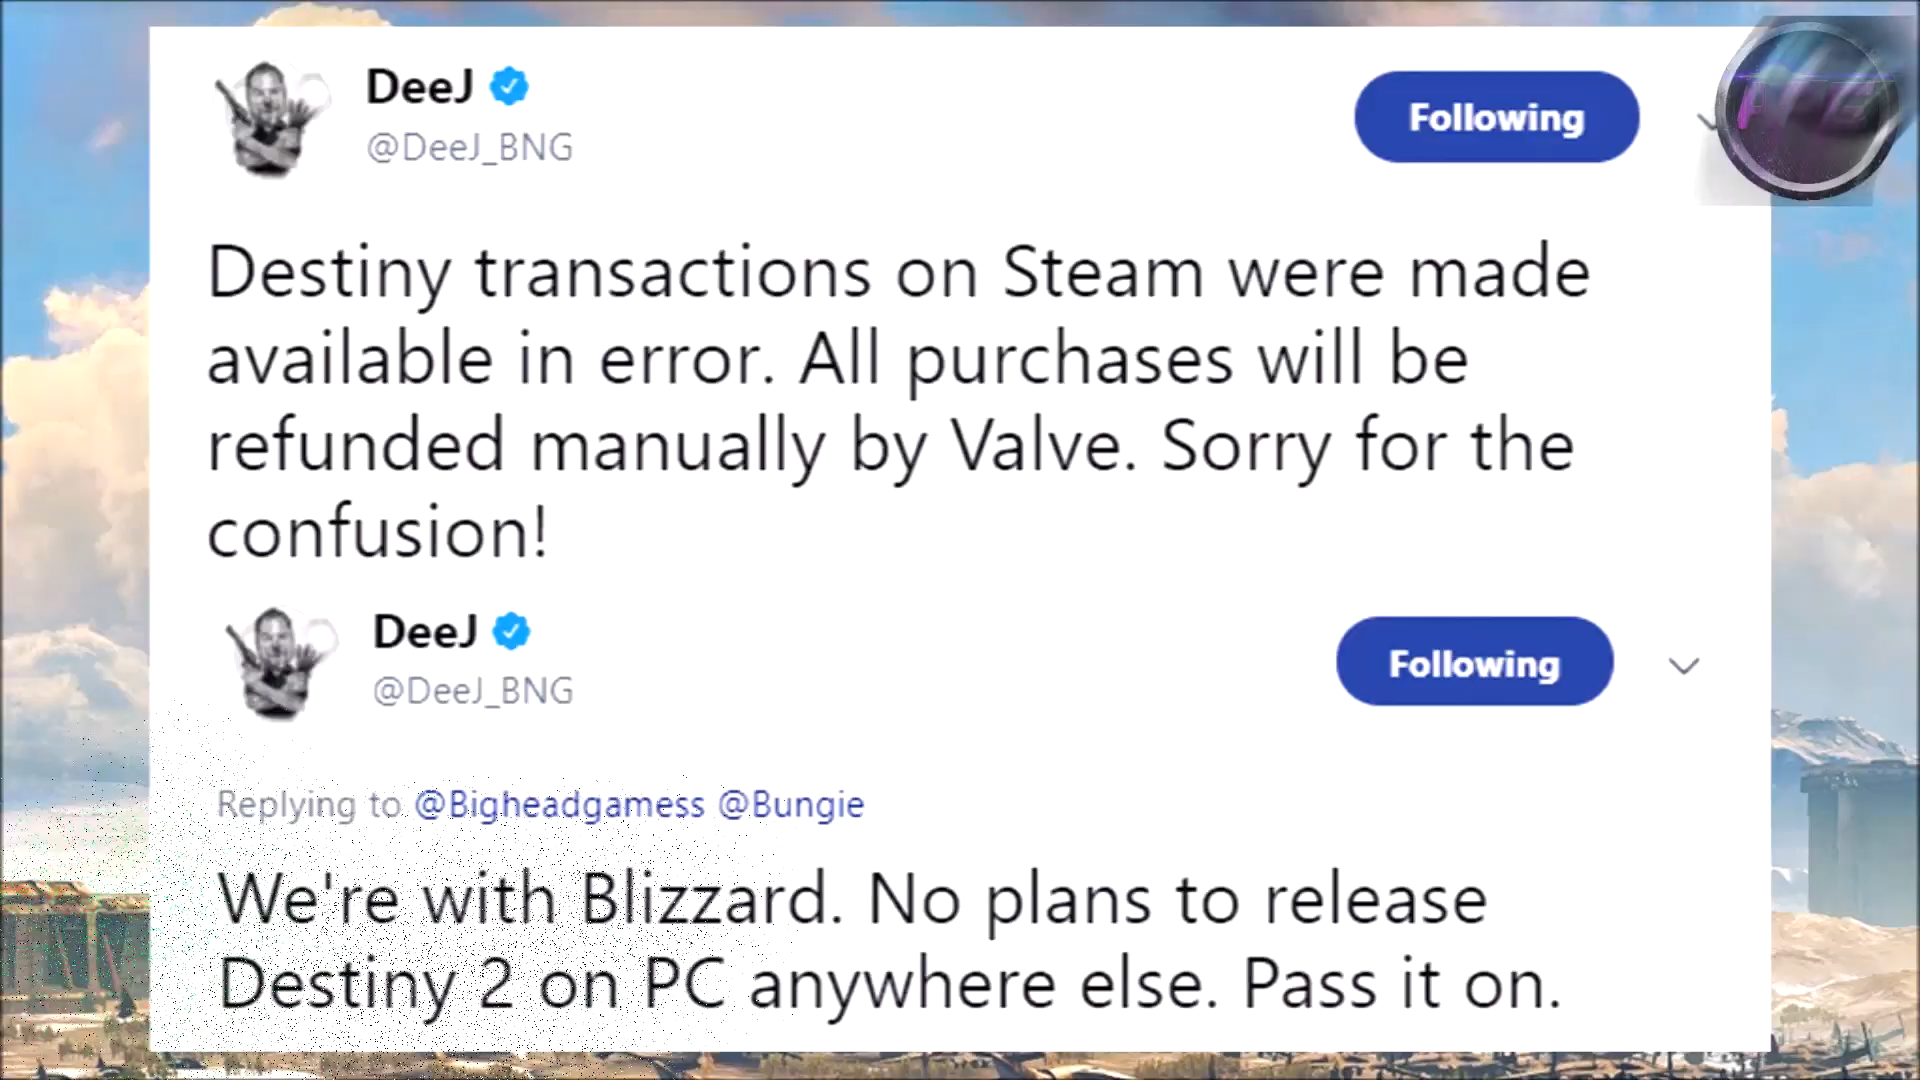 DeeJ
@DeeJ_BNG
Following
Destiny transactions on Steam were made
available in error. All purchases will be
refunded manually by Valve. Sorry for the
confusion!
DeeJ
@DeeJ_BNG
Following
Replying to @Bigheadgamess @Bungie
We're with Blizzard. No plans to release
Destiny 2 on PC anywhere else. Pass it on.